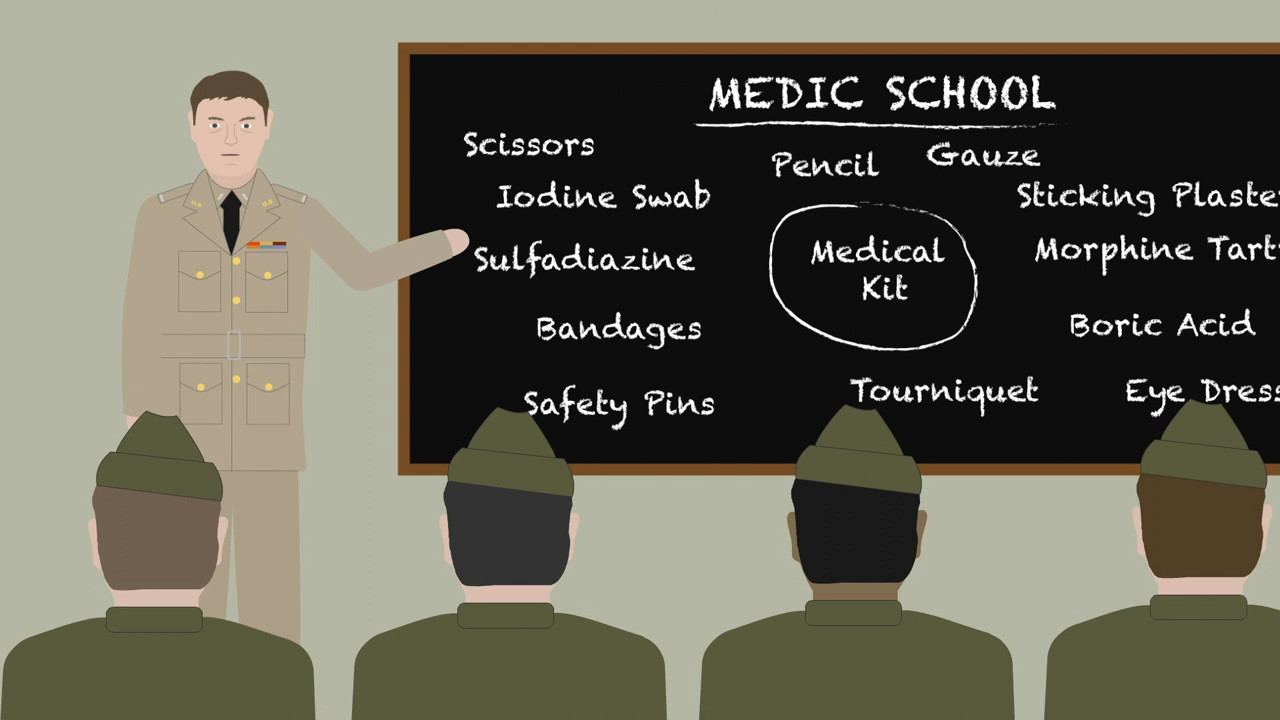 MEDIC SCHOOL
Scissors
Pencil
Gauze
Iodine Swab
Sticking Plaste
Sulfadiazine
Medical
Kit
Morphine Tart
Bandages
Boric Acid
Safety Pins
Tourniquet
Eye Dress